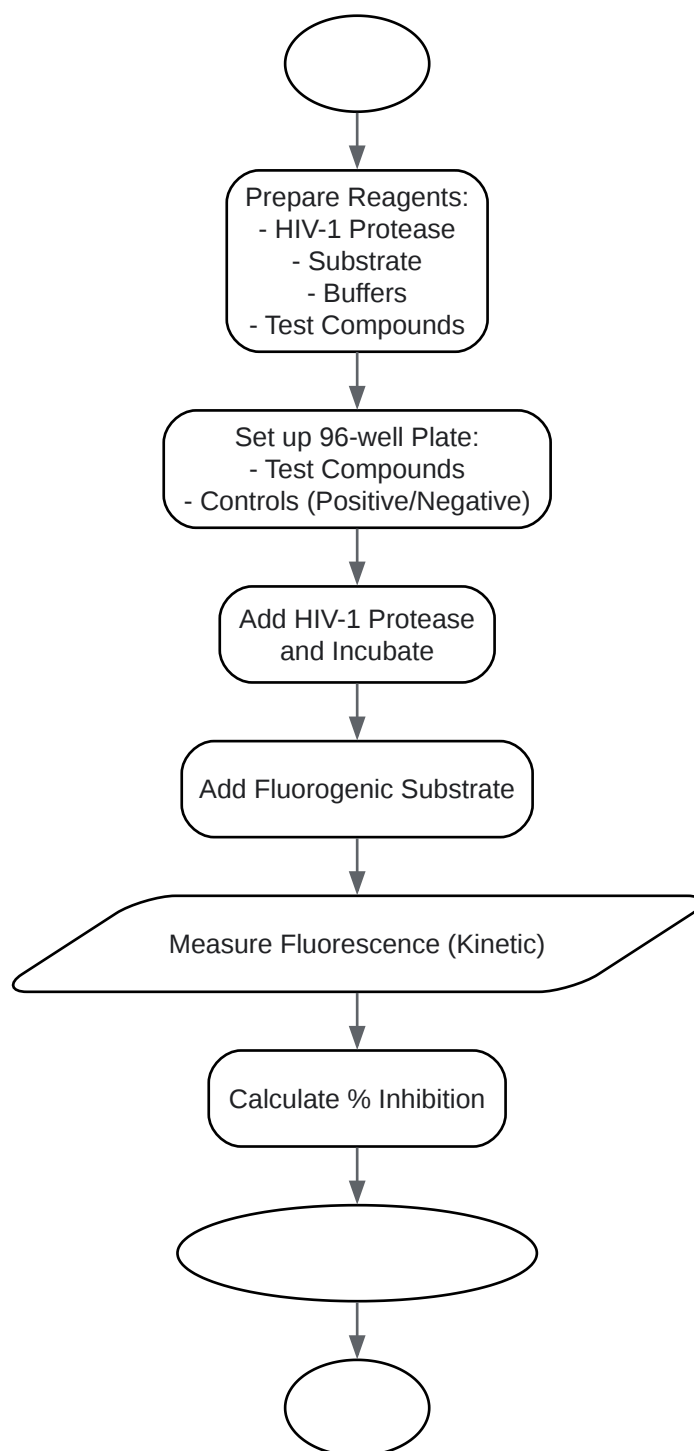 Prepare Reagents:
- HIV-1 Protease
- Substrate
- Buffers
- Test Compounds
Set up 96-well Plate:
- Test Compounds
- Controls (Positive/Negative)
Add HIV-1 Protease
and Incubate
Add Fluorogenic Substrate
Measure Fluorescence (Kinetic)
Calculate % Inhibition